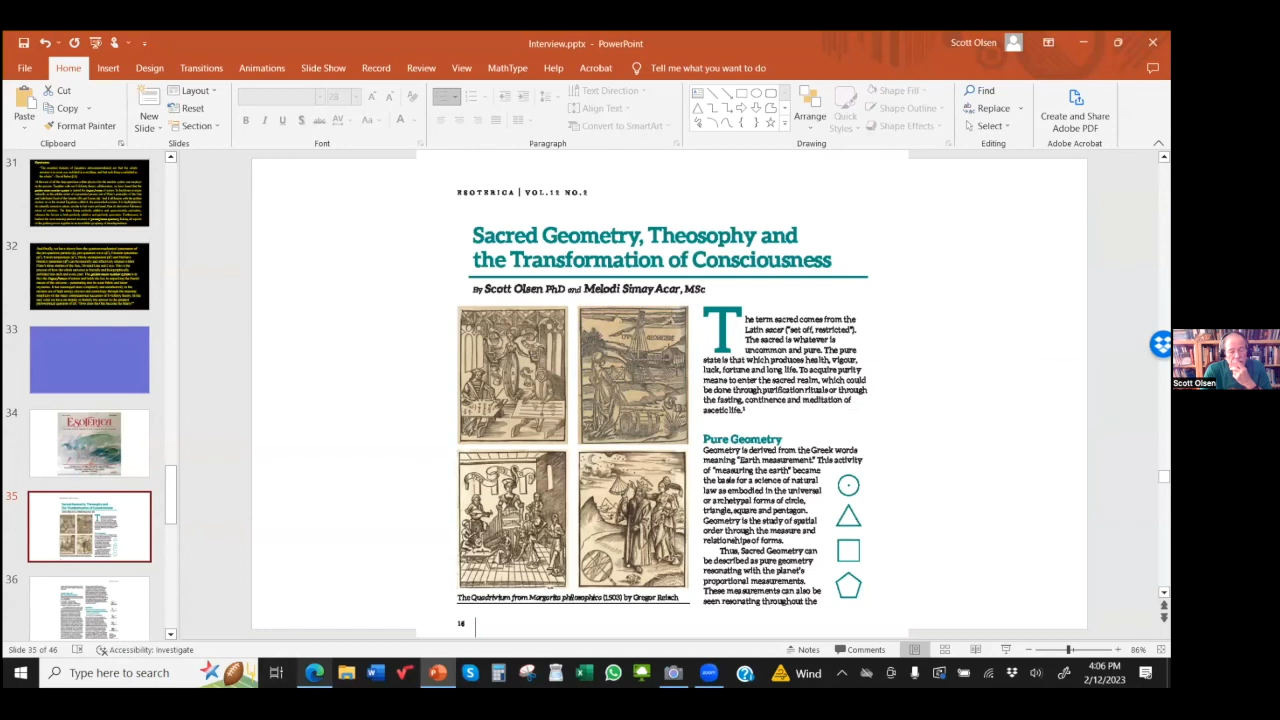 Interview.pptx - PowerPoint
Scott Olsen
File Home Insert Design Transitions Animations Slide Show Record Review View MathType Help Acrobat Tell me what you want to do
Paste
Cut
Copy
Format Painter
Clipboard
New
Slide
Layout
Reset
Section
Slides
28
B I U S abc AV Aa A
Font
Text Direction
Align Text
Convert to SmartArt
Paragraph
Arrange
Quick
Styles
Shape Fill
Shape Outline
Shape Effects
Drawing
Find
Replace
Select
Editing
Create and Share
Adobe PDF
Adobe Acrobat
31
32
33
34
ESOTERICA
35
36
ESOTERICA | VOL.12 NO.2
Sacred Geometry, Theosophy and
the Transformation of Consciousness
By Scott Olsen PhD and Melodi Simay Acar, MSc
The term sacred comes from the
Latin sacer ("set off, restricted").
The sacred is whatever is
uncommon and pure. The pure
state is that which produces health, vigour,
luck, fortune and long life. To acquire purity
means to enter the sacred realm, which could
be done through purification rituals or through
the fasting, continence and meditation of
ascetic life.¹
Pure Geometry
Geometry is derived from the Greek words
meaning "Earth measurement." This activity
of "measuring the earth" became
the basis for a science of natural
law as embodied in the universal
or archetypal forms of circle,
triangle, square and pentagon.
Geometry is the study of spatial
order through the measure and
relationships of forms.
Thus, Sacred Geometry can
be described as pure geometry
resonating with the planet's
proportional measurements.
These measurements can also be
seen resonating throughout the
The Quadrivium from Margarita philosophica (1503) by Gregor Reisch
Scott Olsen
Slide 35 of 46
Accessibility: Investigate
Notes
Comments
86%
Type here to search
Wind
4:06 PM
2/12/2023